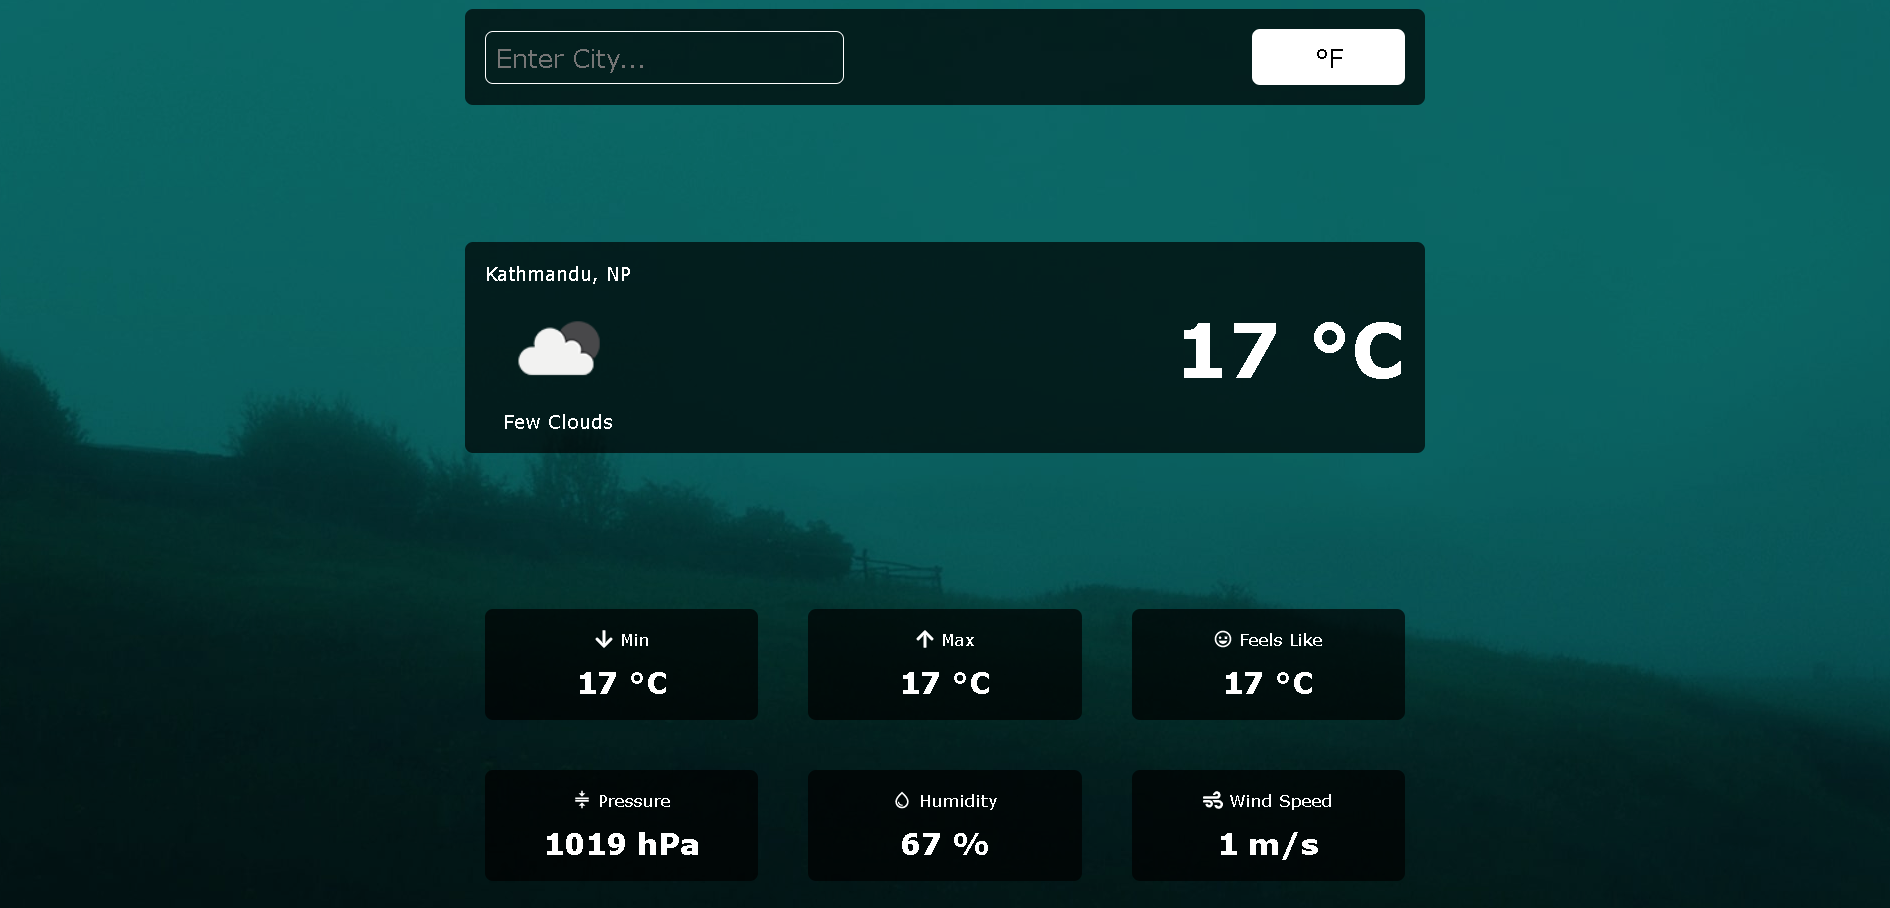 Enter City...
°F
Kathmandu, NP
17 °C
Few Clouds
Min
17 °C
Max
17 °C
Feels Like
17 °C
Pressure
1019 hPa
Humidity
67 %
Wind Speed
1 m/s